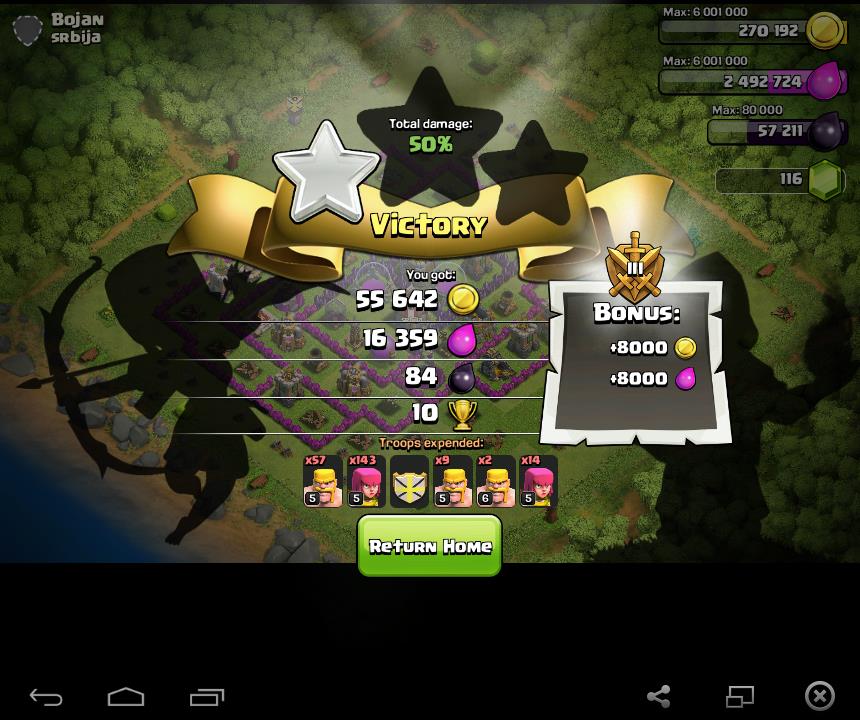 Bojan
srbija
Max: 6 001 000
270 192
Max: 6 001 000
2 492 724
Max: 80 000
57 211
116
Total damage:
50%
Victory
You got:
55 642
16 359
84
10
III
Bonus:
+8000
+8000
Troops expended:
x57 x143 x9 x2 x14
5 5 5 6 5
Return Home